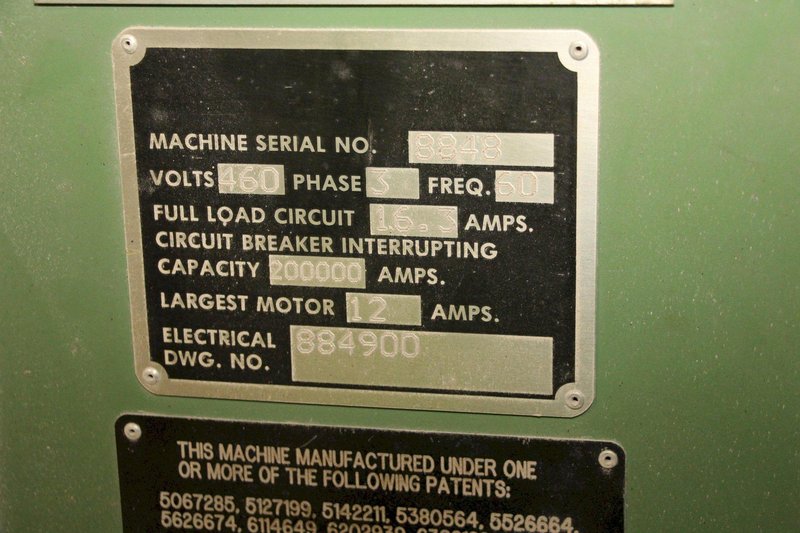 MACHINE SERIAL NO. 8848
VOLTS 460 PHASE 3 FREQ. 60
FULL LOAD CIRCUIT 16.3 AMPS.
CIRCUIT BREAKER INTERRUPTING
CAPACITY 200000 AMPS.
LARGEST MOTOR 12 AMPS.
ELECTRICAL 884900
DWG. NO.
THIS MACHINE MANUFACTURED UNDER ONE
OR MORE OF THE FOLLOWING PATENTS:
5067285, 5127199, 5142211, 5380564, 5526664,
5626674, 6114649,